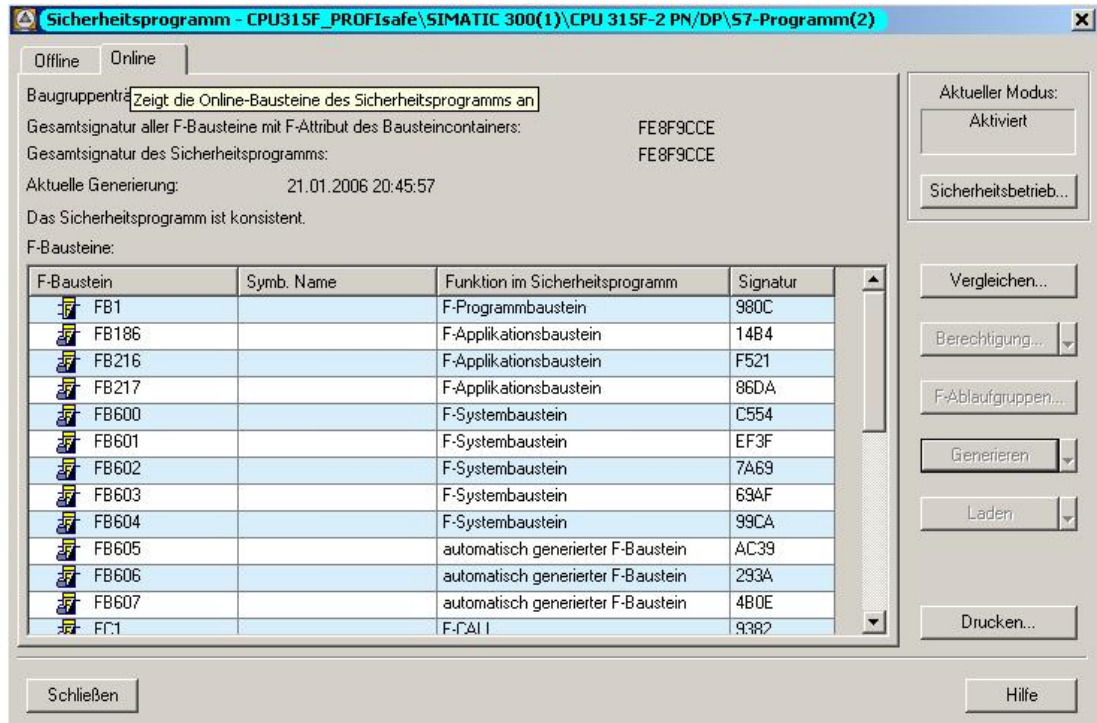 Sicherheitsprogramm - CPU315F_PROFIsafe\SIMATIC 300(1)\CPU 315F-2 PN/DP\S7-Programm(2)
Offline Online
Baugruppenträ
Zeigt die Online-Bausteine des Sicherheitsprogramms an
Gesamtsignatur aller F-Bausteine mit F-Attribut des Bausteincontainers: FE8F9CCE
Gesamtsignatur des Sicherheitsprogramms: FE8F9CCE
Aktuelle Generierung: 21.01.2006 20:45:57
Das Sicherheitsprogramm ist konsistent.
F-Bausteine:
F-Baustein Symb. Name Funktion im Sicherheitsprogramm Signatur
FB1 F-Programmbaustein 980C
FB186 F-Applikationsbaustein 14B4
FB216 F-Applikationsbaustein F521
FB217 F-Applikationsbaustein 86DA
FB600 F-Systembaustein C554
FB601 F-Systembaustein EF3F
FB602 F-Systembaustein 7A69
FB603 F-Systembaustein 69AF
FB604 F-Systembaustein 99CA
FB605 automatisch generierter F-Baustein AC39
FB606 automatisch generierter F-Baustein 293A
FB607 automatisch generierter F-Baustein 4B0E
FC1 F-CALL 9382
Aktueller Modus:
Aktiviert
Sicherheitsbetrieb...
Vergleichen...
Berechtigung...
F-Ablaufgruppen...
Generieren
Laden
Drucken...
Schließen Hilfe